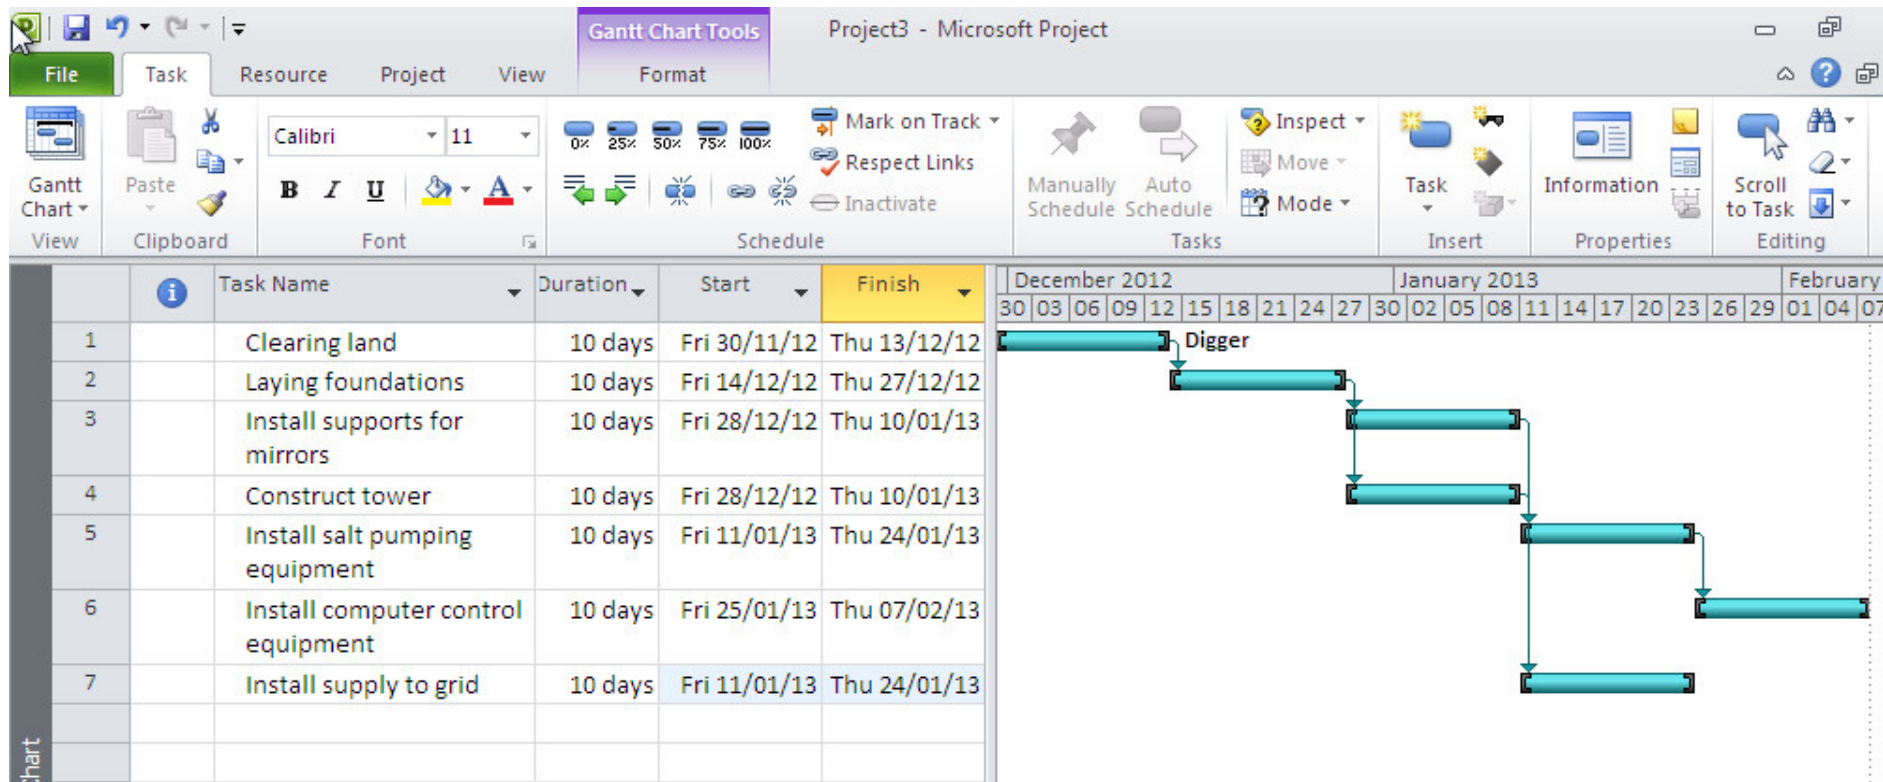 Gantt Chart Tools
Project3 - Microsoft Project
File Task Resource Project View Format
Gantt Chart
Paste
Calibri 11
B I U A
0% 25% 50% 75% 100%
Mark on Track
Respect Links
Inactivate
Manually Schedule
Auto Schedule
Inspect
Move
Mode
Task
Information
Scroll to Task
View Clipboard Font Schedule Tasks Insert Properties Editing
Task Name Duration Start Finish
December 2012 January 2013 February
30 03 06 09 12 15 18 21 24 27 30 02 05 08 11 14 17 20 23 26 29 01 04 07
1 Clearing land 10 days Fri 30/11/12 Thu 13/12/12 Digger
2 Laying foundations 10 days Fri 14/12/12 Thu 27/12/12
3 Install supports for 10 days Fri 28/12/12 Thu 10/01/13
mirrors
4 Construct tower 10 days Fri 28/12/12 Thu 10/01/13
5 Install salt pumping 10 days Fri 11/01/13 Thu 24/01/13
equipment
6 Install computer control 10 days Fri 25/01/13 Thu 07/02/13
equipment
7 Install supply to grid 10 days Fri 11/01/13 Thu 24/01/13